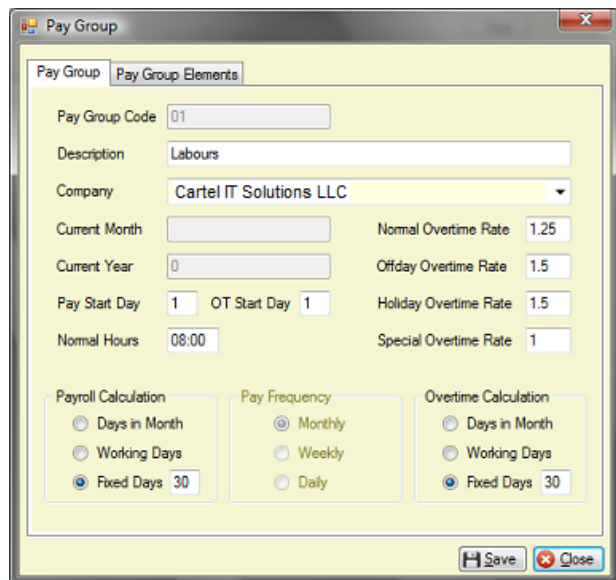 Pay Group
Pay Group Pay Group Elements
Pay Group Code 01
Description Labours
Company Cartel IT Solutions LLC
Current Month Normal Overtime Rate 1.25
Current Year 0 Offday Overtime Rate 1.5
Pay Start Day 1 OT Start Day 1 Holiday Overtime Rate 1.5
Normal Hours 08:00 Special Overtime Rate 1
Payroll Calculation Pay Frequency Overtime Calculation
Days in Month Monthly Days in Month
Working Days Weekly Working Days
Fixed Days 30 Daily Fixed Days 30
Save Close